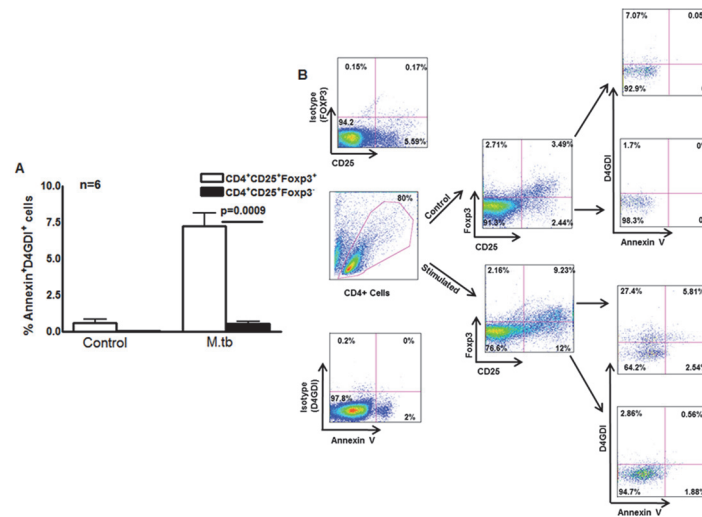 A
n=6
CD4+CD25+Foxp3+
CD4+CD25+Foxp3-
p=0.0009
% Annexin+D4GDI+ cells
10.0
7.5
5.0
2.5
0.0
Control
M.tb
B
0.15%
0.17%
94.2
5.59%
Isotype
(FOXP3)
CD25
80%
CD4+ Cells
0.2%
0%
97.8%
2%
Isotype
(D4GDI)
Annexin V
Control
Stimulated
2.71%
3.49%
91.3%
2.44%
Foxp3
CD25
2.16%
9.23%
76.6%
12%
Foxp3
CD25
7.07%
0.05
92.9%
D4GDI
1.7%
0%
98.3%
Annexin V
27.4%
5.81%
64.2%
2.54%
D4GDI
2.86%
0.56%
94.7%
1.88%
Annexin V